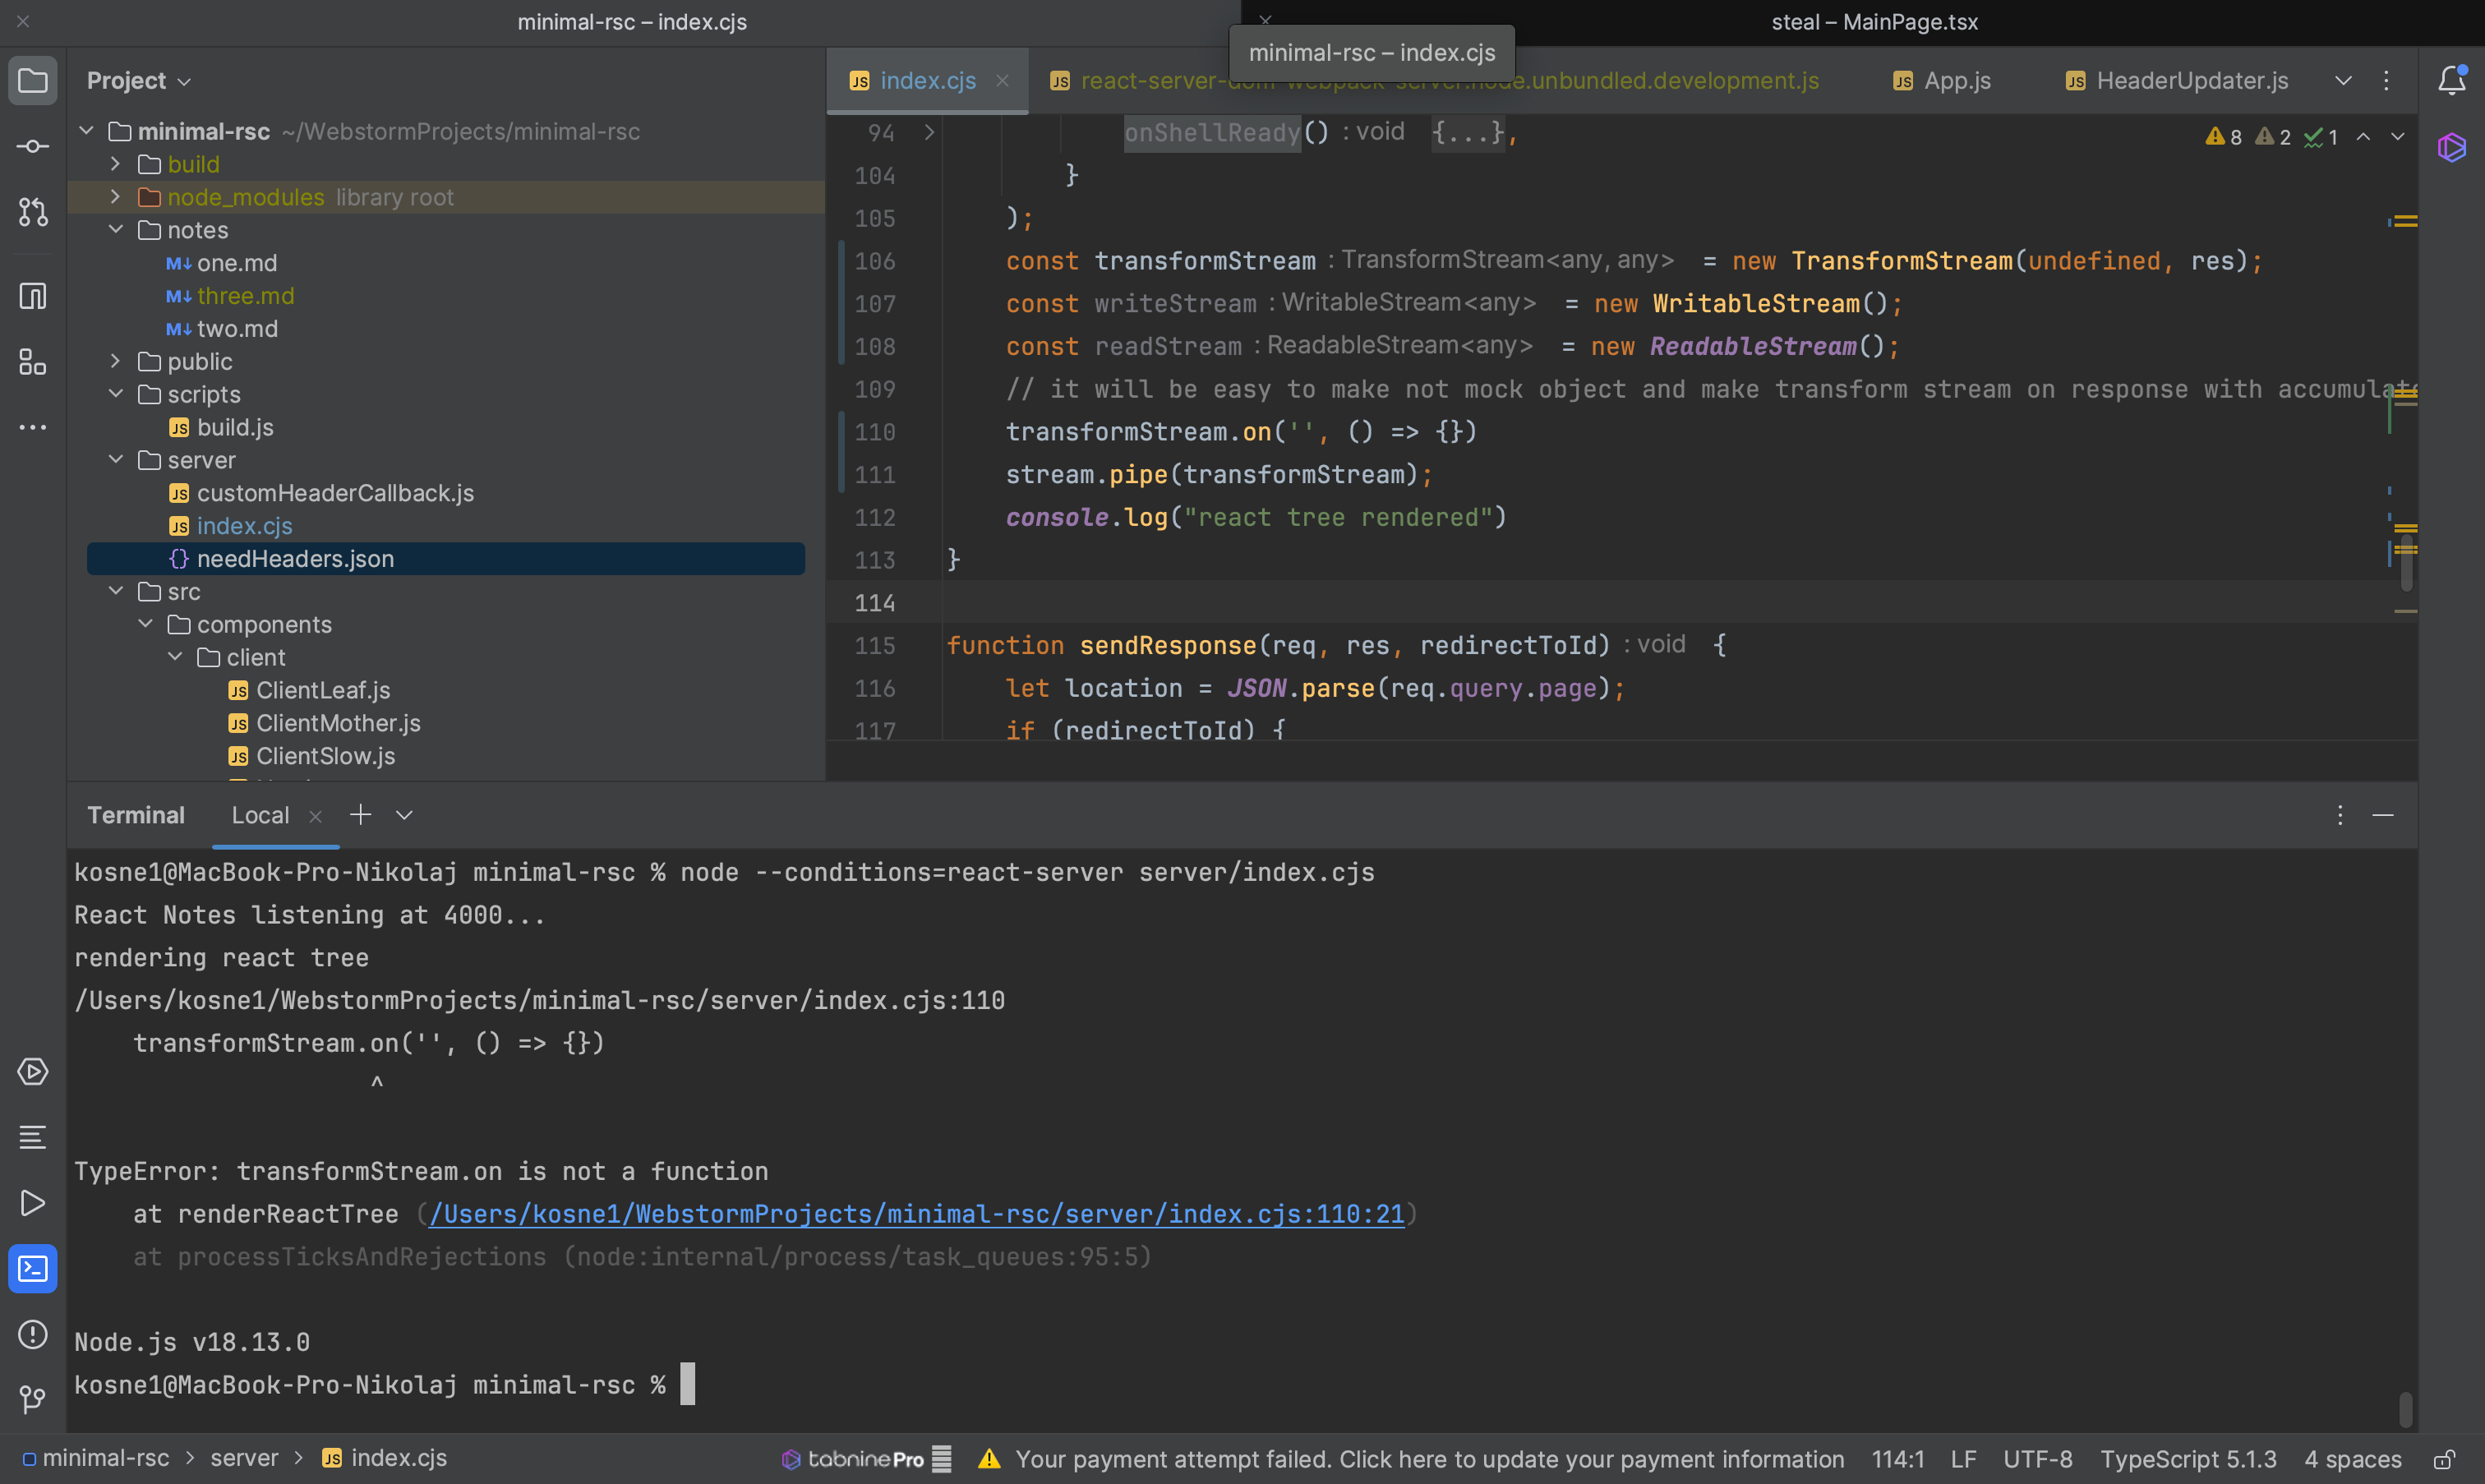 minimal-rsc – index.cjs
steal – MainPage.tsx
minimal-rsc – index.cjs
Project
index.cjs
react-server-dom-webpack-server.node.unbundled.development.js
App.js
HeaderUpdater.js
minimal-rsc ~/WebstormProjects/minimal-rsc
build
node_modules library root
notes
one.md
three.md
two.md
public
scripts
build.js
server
customHeaderCallback.js
index.cjs
needHeaders.json
src
components
client
ClientLeaf.js
ClientMother.js
ClientSlow.js
8 2 1
94 onShellReady() : void {...},
104 }
105 );
106 const transformStream : TransformStream<any, any> = new TransformStream(undefined, res);
107 const writeStream : WritableStream<any> = new WritableStream();
108 const readStream : ReadableStream<any> = new ReadableStream();
109 // it will be easy to make not mock object and make transform stream on response with
110 transformStream.on('', () => {})
111 stream.pipe(transformStream);
112 console.log("react tree rendered")
113 }
114
115 function sendResponse(req, res, redirectToId) : void {
116 let location = JSON.parse(req.query.page);
117 if (redirectToId) {
Terminal Local
kosne1@MacBook-Pro-Nikolaj minimal-rsc % node --conditions=react-server server/index.cjs
React Notes listening at 4000...
rendering react tree
/Users/kosne1/WebstormProjects/minimal-rsc/server/index.cjs:110
transformStream.on('', () => {})
^
TypeError: transformStream.on is not a function
at renderReactTree (/Users/kosne1/WebstormProjects/minimal-rsc/server/index.cjs:110:21)
at processTicksAndRejections (node:internal/process/task_queues:95:5)
Node.js v18.13.0
kosne1@MacBook-Pro-Nikolaj minimal-rsc %
minimal-rsc > server > index.cjs
tabnine Pro
Your payment attempt failed. Click here to update your payment information
114:1 LF UTF-8 TypeScript 5.1.3 4 spaces